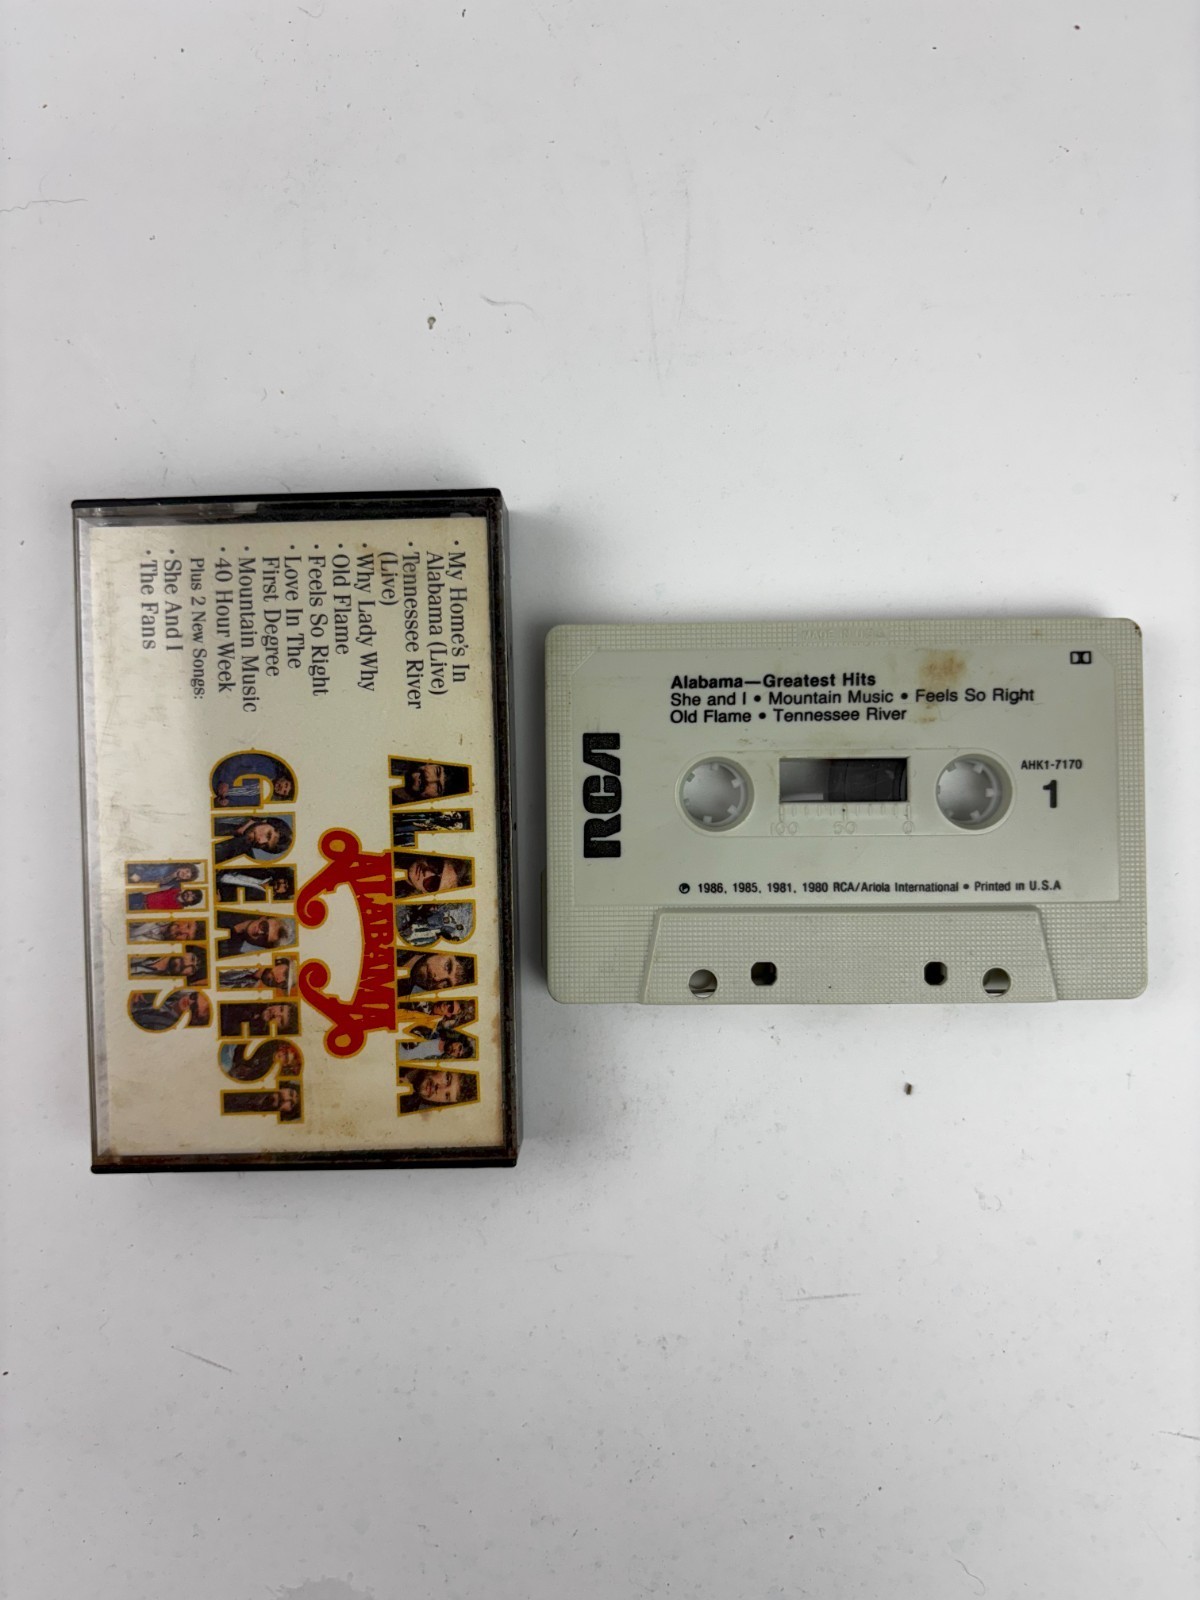 • My Home's In
Alabama (Live)
• Tennessee River
(Live)
• Why Lady Why
• Old Flame
• Feels So Right
• Love In The
First Degree
• Mountain Music
• 40 Hour Week
Plus 2 New Songs:
• She And I
• The Fans
ALABAMA
ALABAMA
GREATEST
HITS
RCA
Alabama—Greatest Hits
She and I • Mountain Music • Feels So Right
Old Flame • Tennessee River
AHK1-7170
1
100 50 0
℗ 1986, 1985, 1981, 1980 RCA/Ariola International • Printed in U.S.A